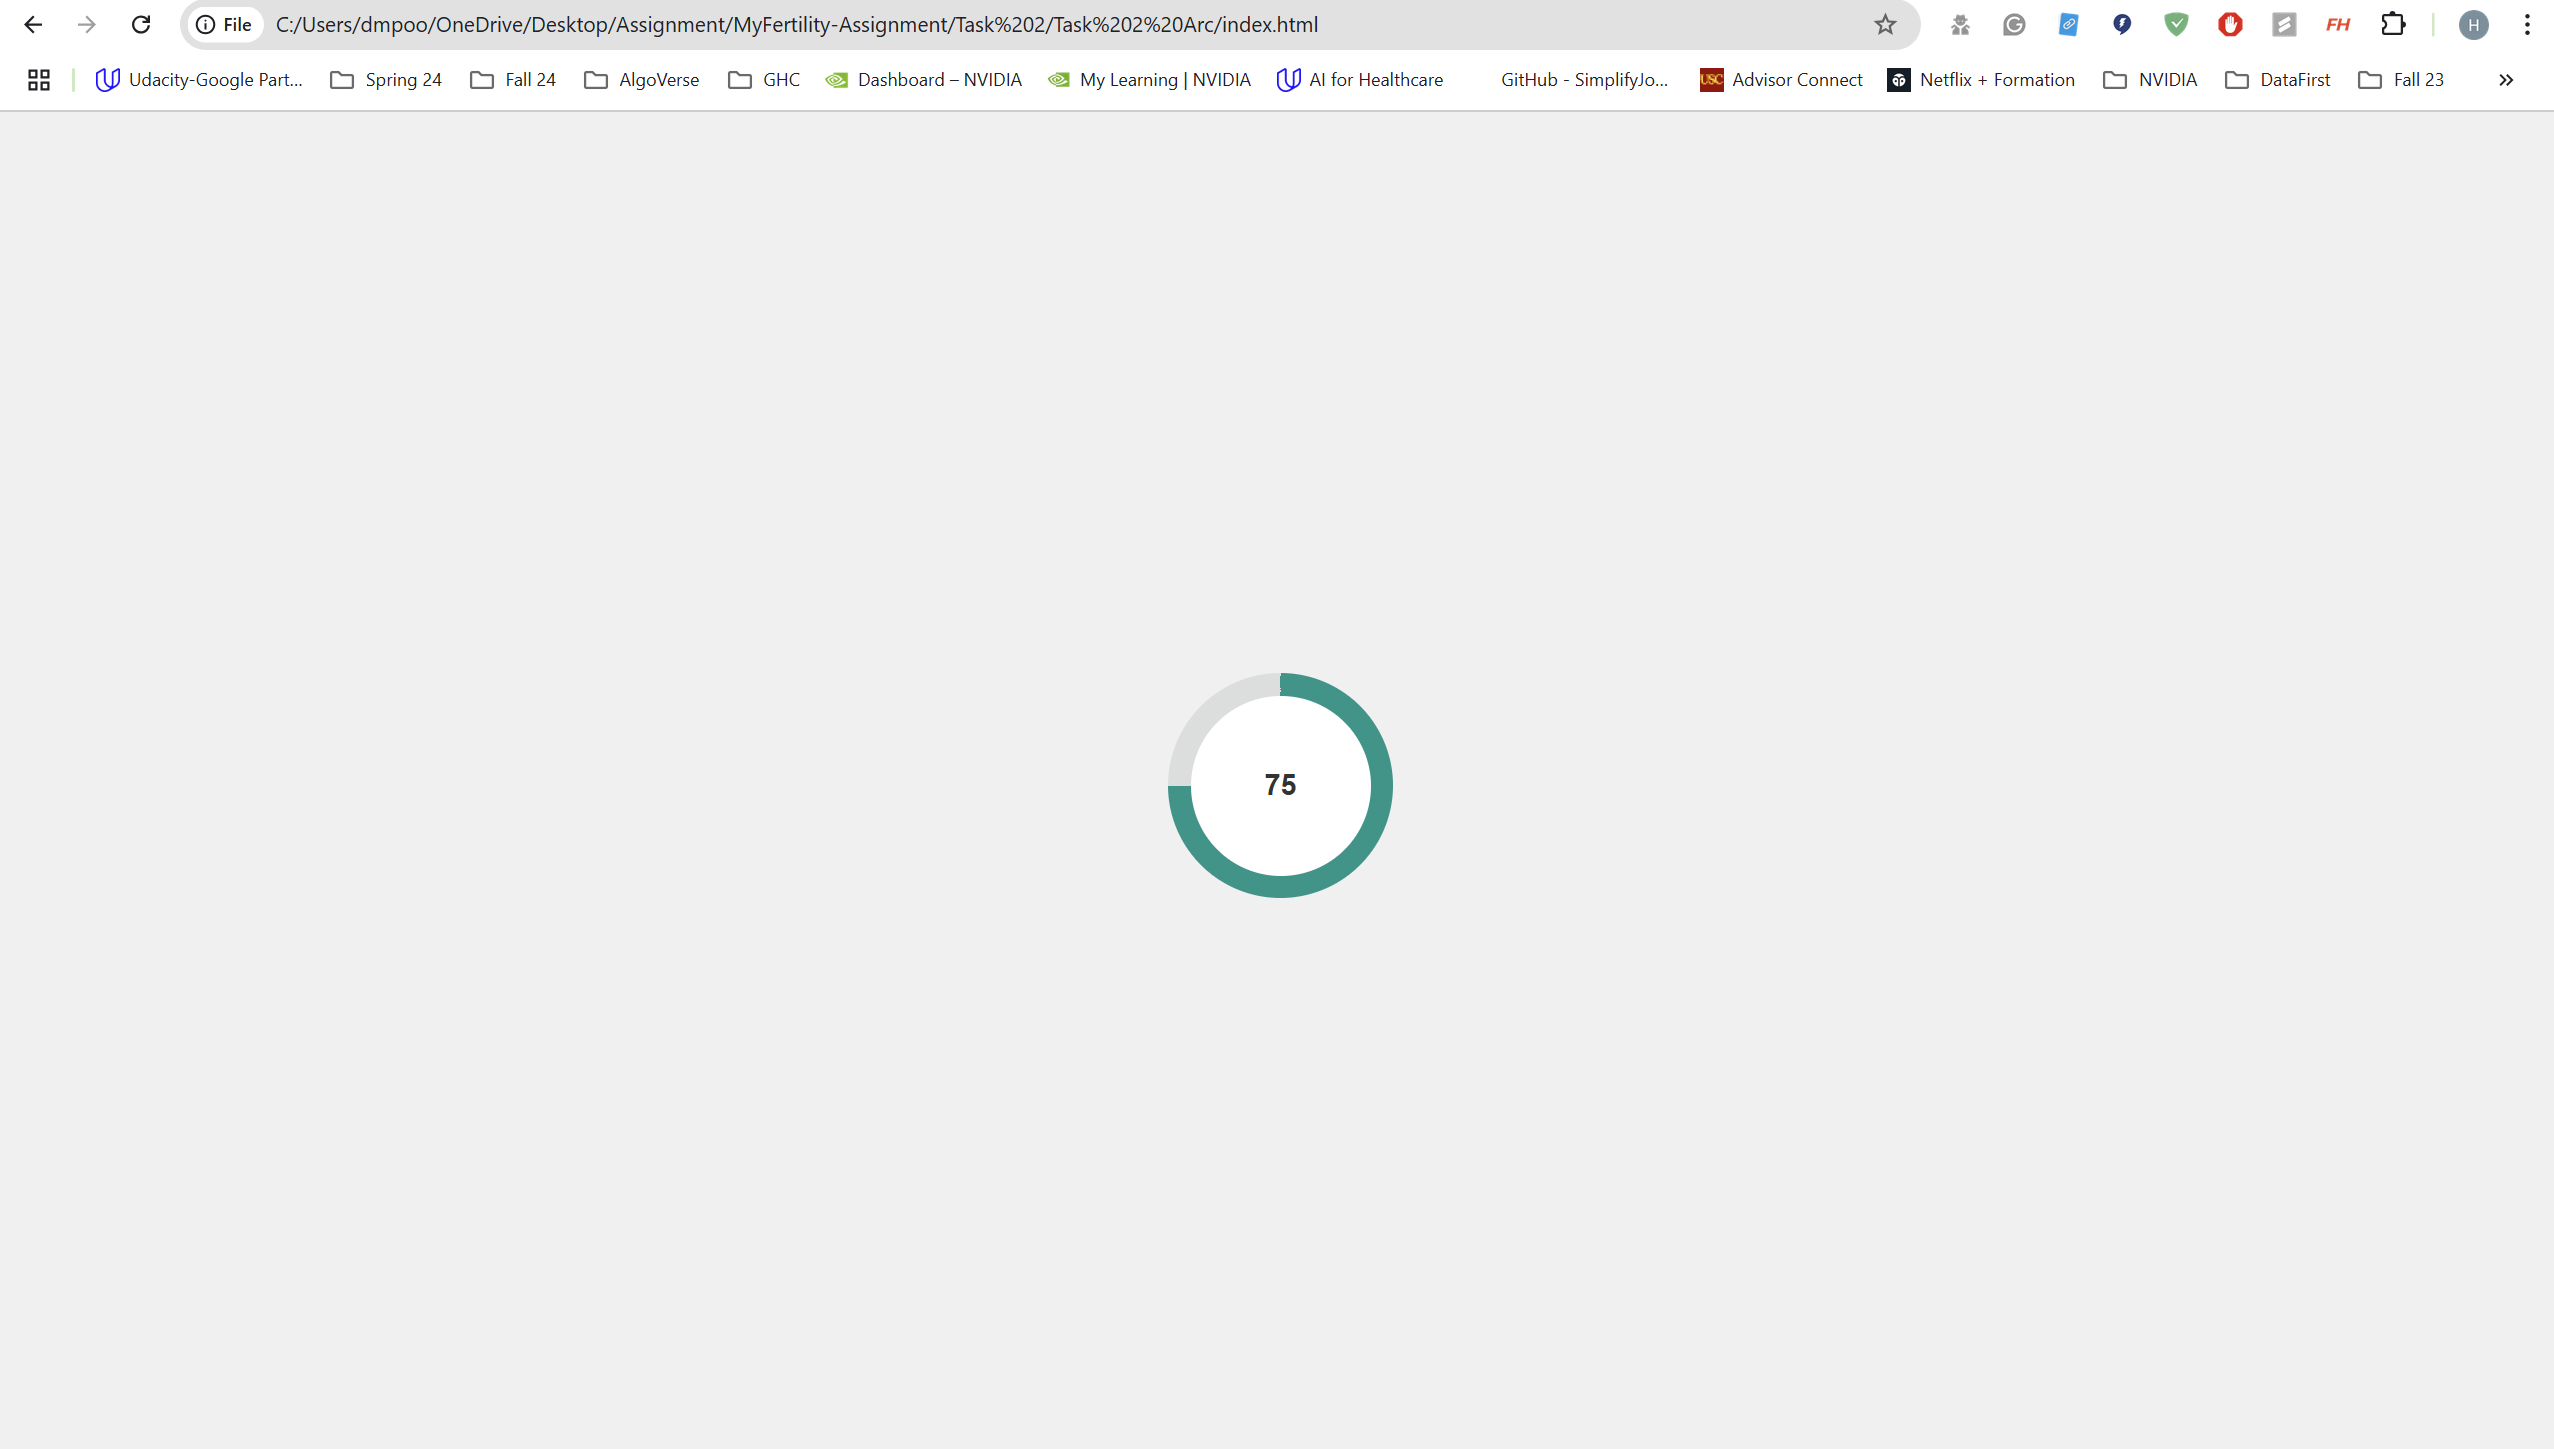 File C:/Users/dmpoo/OneDrive/Desktop/Assignment/MyFertility-Assignment/Task%202/Task%202%20Arc/index.html FH H
Udacity-Google Part... Spring 24 Fall 24 AlgoVerse GHC Dashboard – NVIDIA My Learning | NVIDIA AI for Healthcare GitHub - SimplifyJo... USC Advisor Connect Netflix + Formation NVIDIA DataFirst Fall 23 »
75